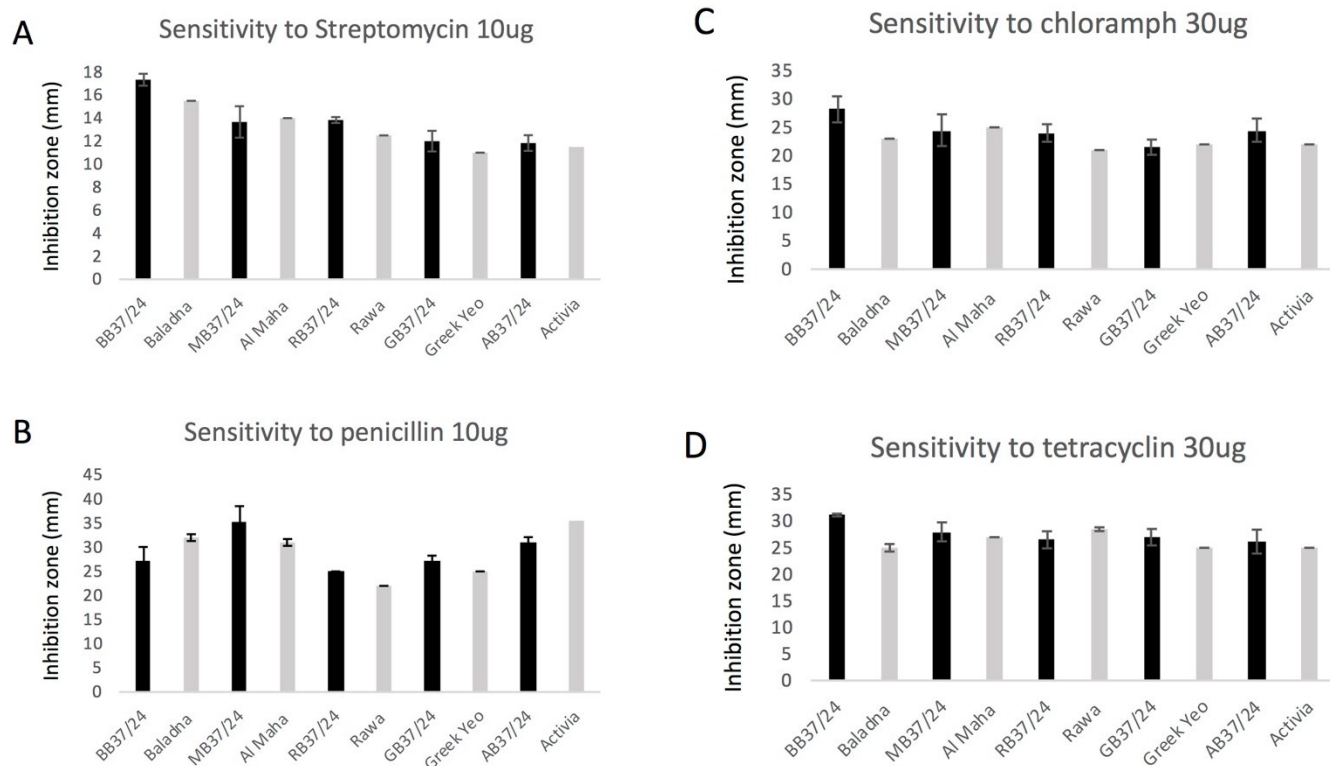 A
Sensitivity to Streptomycin 10ug
Inhibition zone (mm)
18
16
14
12
10
8
6
4
2
0
BB37/24
Baladna
MB37/24
Al Maha
RB37/24
Rawa
GB37/24
Greek Yeo
AB37/24
Activia
B
Sensitivity to penicillin 10ug
Inhibition zone (mm)
45
40
35
30
25
20
15
10
5
0
BB37/24
Baladna
MB37/24
Al Maha
RB37/24
Rawa
GB37/24
Greek Yeo
AB37/24
Activia
C
Sensitivity to chloramph 30ug
Inhibition zone (mm)
35
30
25
20
15
10
5
0
BB37/24
Baladna
MB37/24
Al Maha
RB37/24
Rawa
GB37/24
Greek Yeo
AB37/24
Activia
D
Sensitivity to tetracyclin 30ug
Inhibition zone (mm)
35
30
25
20
15
10
5
0
BB37/24
Baladna
MB37/24
Al Maha
RB37/24
Rawa
GB37/24
Greek Yeo
AB37/24
Activia